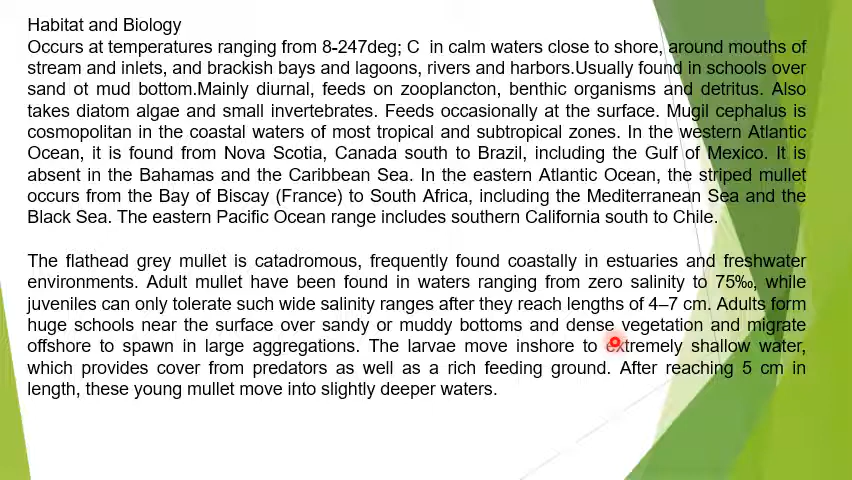 Habitat and Biology
Occurs at temperatures ranging from 8-247deg; C  in calm waters close to shore, around mouths of
stream and inlets, and brackish bays and lagoons, rivers and harbors.Usually found in schools over
sand ot mud bottom.Mainly diurnal, feeds on zooplancton, benthic organisms and detritus. Also
takes diatom algae and small invertebrates. Feeds occasionally at the surface. Mugil cephalus is
cosmopolitan in the coastal waters of most tropical and subtropical zones. In the western Atlantic
Ocean, it is found from Nova Scotia, Canada south to Brazil, including the Gulf of Mexico. It is
absent in the Bahamas and the Caribbean Sea. In the eastern Atlantic Ocean, the striped mullet
occurs from the Bay of Biscay (France) to South Africa, including the Mediterranean Sea and the
Black Sea. The eastern Pacific Ocean range includes southern California south to Chile.
The flathead grey mullet is catadromous, frequently found coastally in estuaries and freshwater
environments. Adult mullet have been found in waters ranging from zero salinity to 75‰, while
juveniles can only tolerate such wide salinity ranges after they reach lengths of 4–7 cm. Adults form
huge schools near the surface over sandy or muddy bottoms and dense vegetation and migrate
offshore to spawn in large aggregations. The larvae move inshore to extremely shallow water,
which provides cover from predators as well as a rich feeding ground. After reaching 5 cm in
length, these young mullet move into slightly deeper waters.